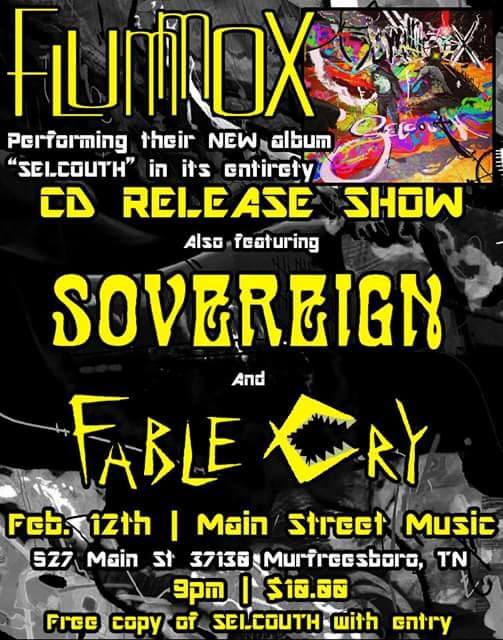 Flummox
Performing their NEW album
"SELCOUTH" in its entirety
CD RELEASE SHOW
Also featuring
SOVEREIGN
And
FABLE CRY
Feb. 12th | Main Street Music
527 Main St 37130 Murfreesboro, TN
9pm | $10.00
Free copy of SELCOUTH with entry